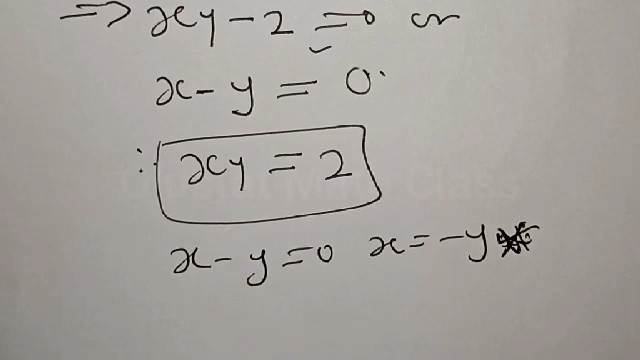 ⇒ xy - 2 = 0 or
x - y = 0.
∴ xy = 2
x - y = 0 x = -y